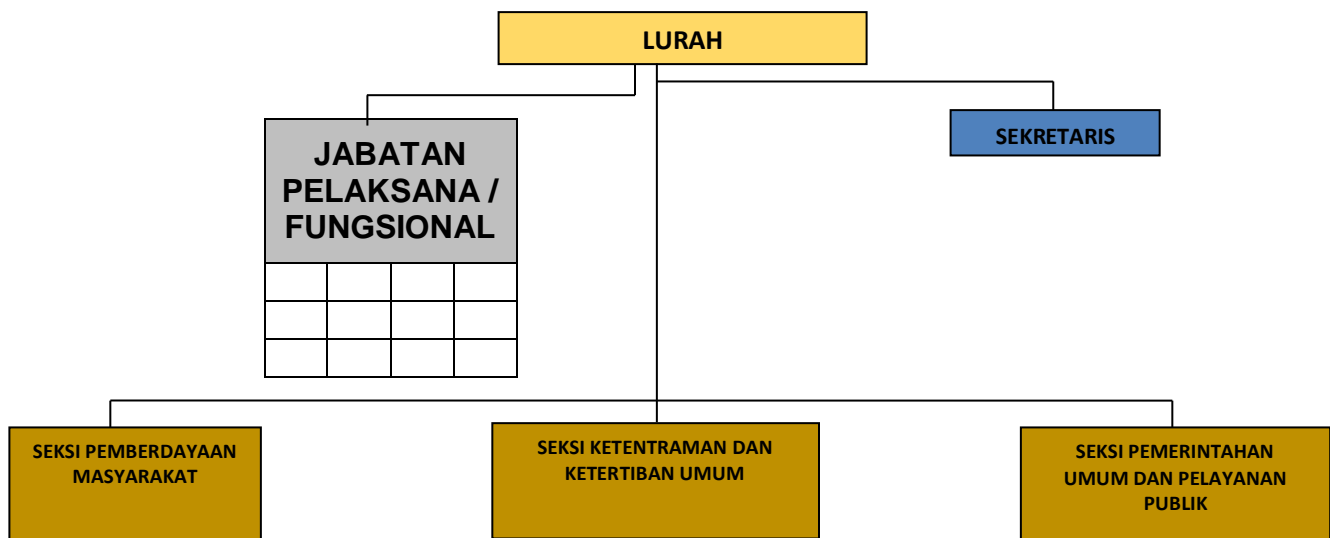 LURAH
SEKRETARIS
JABATAN
PELAKSANA /
FUNGSIONAL
SEKSI PEMBERDAYAAN
MASYARAKAT
SEKSI KETENTRAMAN DAN
KETERTIBAN UMUM
SEKSI PEMERINTAHAN
UMUM DAN PELAYANAN
PUBLIK